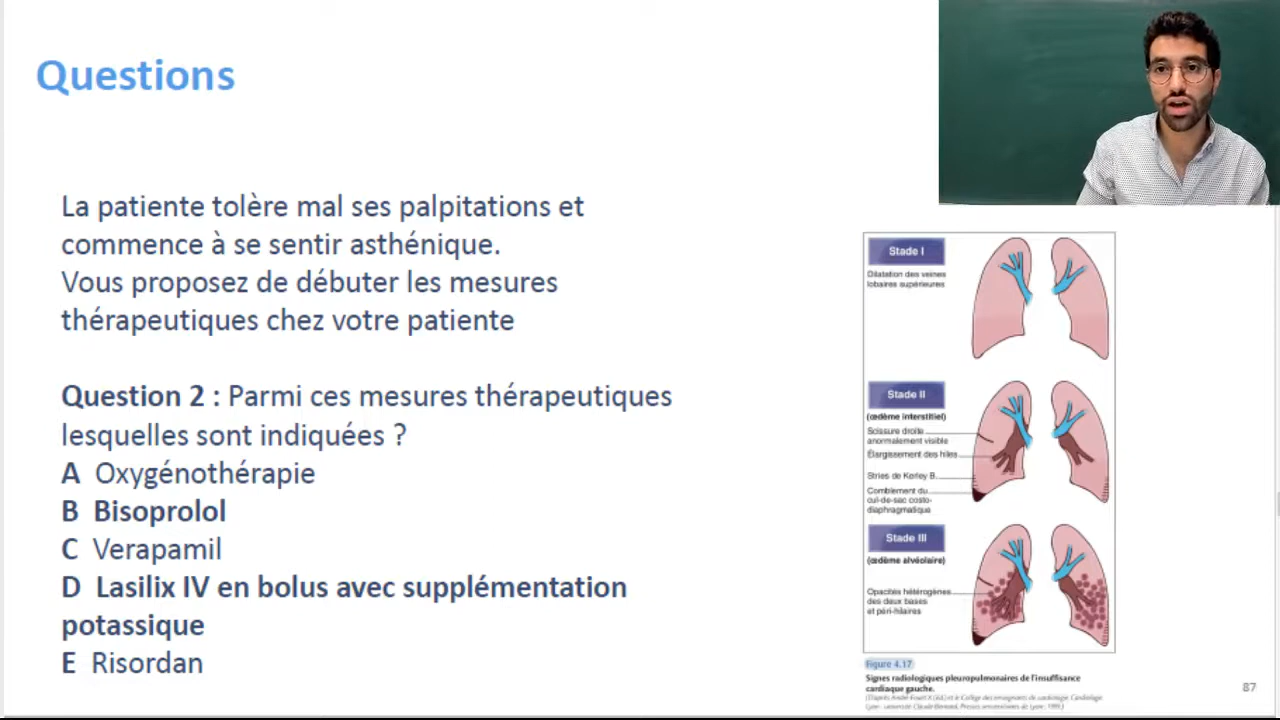 Questions
La patiente tolère mal ses palpitations et
commence à se sentir asthénique.
Vous proposez de débuter les mesures
thérapeutiques chez votre patiente
Question 2 : Parmi ces mesures thérapeutiques
lesquelles sont indiquées ?
A Oxygénothérapie
B Bisoprolol
C Verapamil
D Lasilix IV en bolus avec supplémentation
potassique
E Risordan
Stade I
Dilatation des veines
lobaires supérieures
Stade II
(œdème interstitiel)
Scissure droite
anormalement visible
Élargissement des hiles
Stries de Kerley B
Comblement du
cul-de-sac costo-
diaphragmatique
Stade III
(œdème alvéolaire)
Opacités hétérogènes
des deux bases
et péri-hilaires
Figure 4.17
Signes radiologiques pleuropulmonaires de l'insuffisance
cardiaque gauche.
87